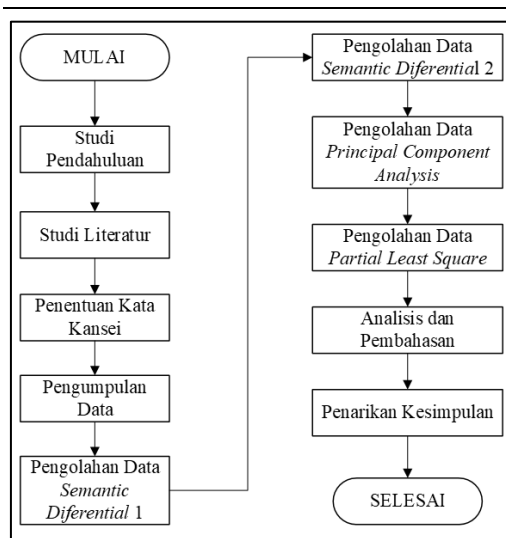 MULAI
Studi
Pendahuluan
Studi Literatur
Penentuan Kata
Kansei
Pengumpulan
Data
Pengolahan Data
Semantic
Diferential 1
Pengolahan Data
Semantic Diferential 2
Pengolahan Data
Principal Component
Analysis
Pengolahan Data
Partial Least Square
Analisis dan
Pembahasan
Penarikan Kesimpulan
SELESAI